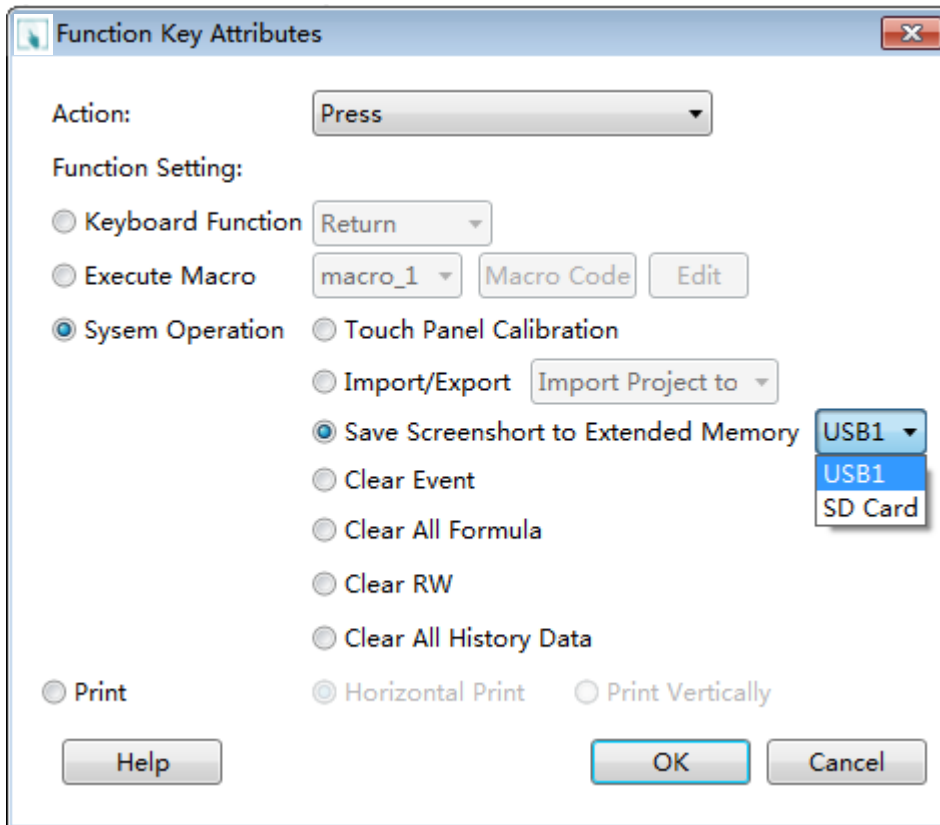 Function Key Attributes
Action: Press
Function Setting:
Keyboard Function Return
Execute Macro macro_1 Macro Code Edit
Sysem Operation Touch Panel Calibration
Import/Export Import Project to
Save Screenshort to Extended Memory USB1
USB1
Clear Event
SD Card
Clear All Formula
Clear RW
Clear All History Data
Print Horizontal Print Print Vertically
Help OK Cancel